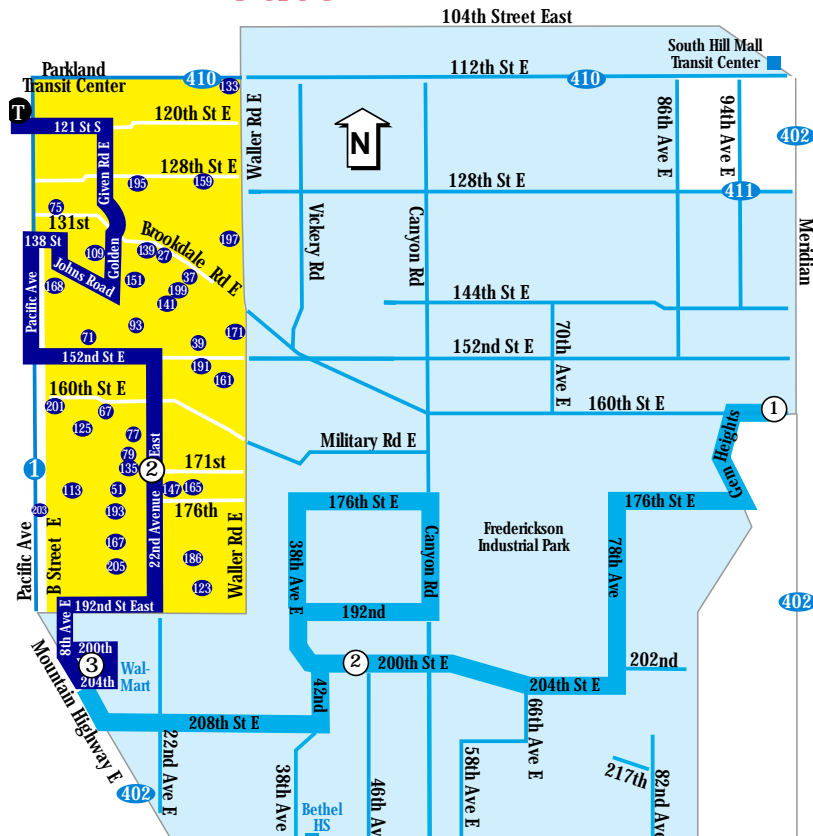 104th Street East
South Hill Mall
Transit Center
Parkland
Transit Center
410
133
112th St E
410
T
121 St S
120th St E
Waller Rd E
N
86th Ave E
94th Ave E
402
128th St E
195
159
128th St E
411
Given Rd E
Golden
75
131st
138 St
109
139
27
Brookdale Rd E
197
Vickery Rd
Canyon Rd
Meridian
Johns Road
168
151
37
199
141
144th St E
Pacific Ave
93
71
171
39
70th Ave E
152nd St E
191
152nd St E
161
160th St E
201
67
160th St E
1
125
77
East
Military Rd E
Gem Heights
79
135
2
171st
1
113
51
147
165
203
193
176th
22nd Avenue
176th St E
176th St E
Pacific Ave
B Street E
167
205
186
123
Waller Rd E
38th Ave E
Canyon Rd
Frederickson
Industrial Park
78th Ave
192nd St East
192nd
402
8th Ave E
200th
3
204th
Wal-
Mart
2
200th St E
202nd
204th St E
Mountain Highway E
208th St E
42nd
66th Ave E
22nd Ave E
38th Ave
46th Av
58th Ave E
217th
82nd Ave
402
Bethel
HS